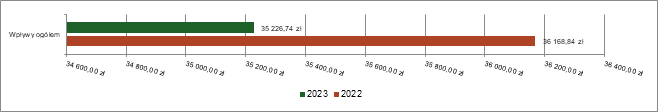 35 226,74 zł
Wpływy ogółem
36 168,84 zł
34 600,00 zł 34 800,00 zł 35 000,00 zł 35 200,00 zł 35 400,00 zł 35 600,00 zł 35 800,00 zł 36 000,00 zł 36 200,00 zł 36 400,00 zł
2023 2022